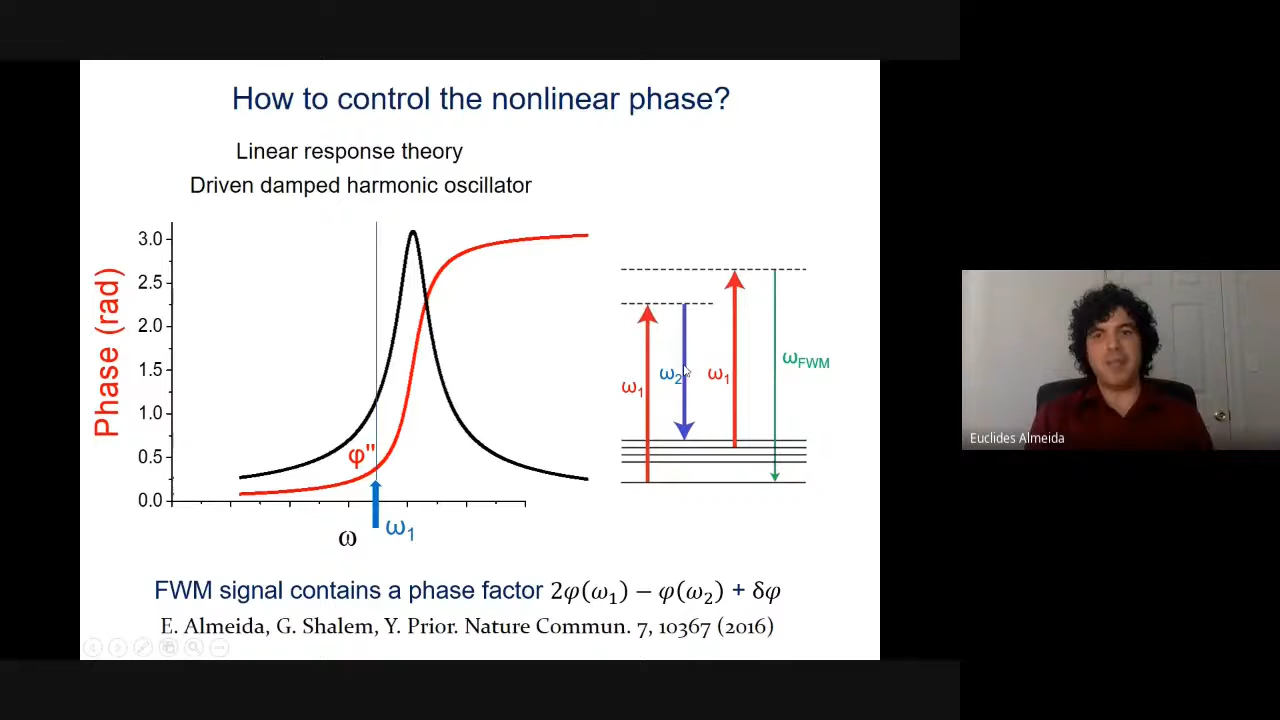 How to control the nonlinear phase?
Linear response theory
Driven damped harmonic oscillator
Phase (rad)
3.0
2.5
2.0
1.5
1.0
0.5
0.0
φ"
ω
ω₁
ω₁
ω₂
ω₁
ω_FWM
FWM signal contains a phase factor 2φ(ω₁) − φ(ω₂) + δφ
E. Almeida, G. Shalem, Y. Prior. Nature Commun. 7, 10367 (2016)
Euclides Almeida